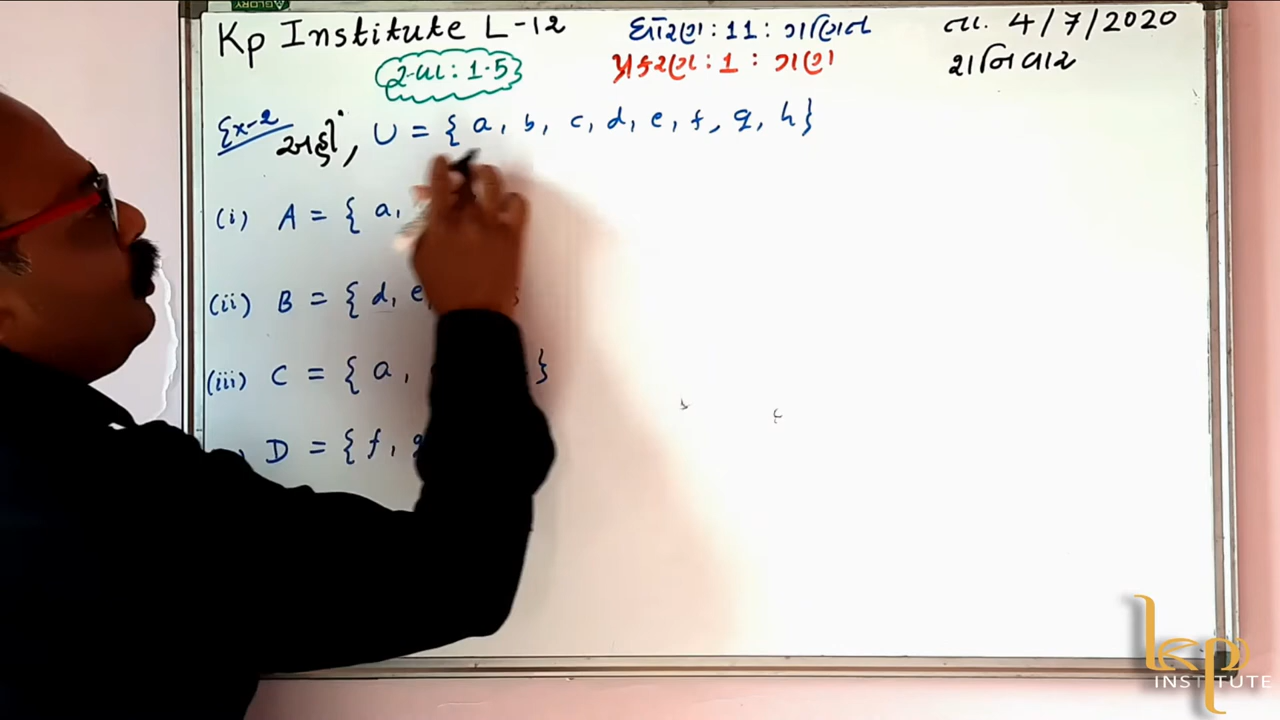 Kp Institute L-12
ધોરણ : 11 : ગણિત
તા. 4/7/2020
સ્વા : 1.5
પ્રકરણ : 1 : ગણો
શનિવાર
Ex-2
અહીં, U = { a, b, c, d, e, f, g, h }
(i) A = { a,
(ii) B = { d, e,
(iii) C = { a, }
D = { f, g
kp
INSTITUTE